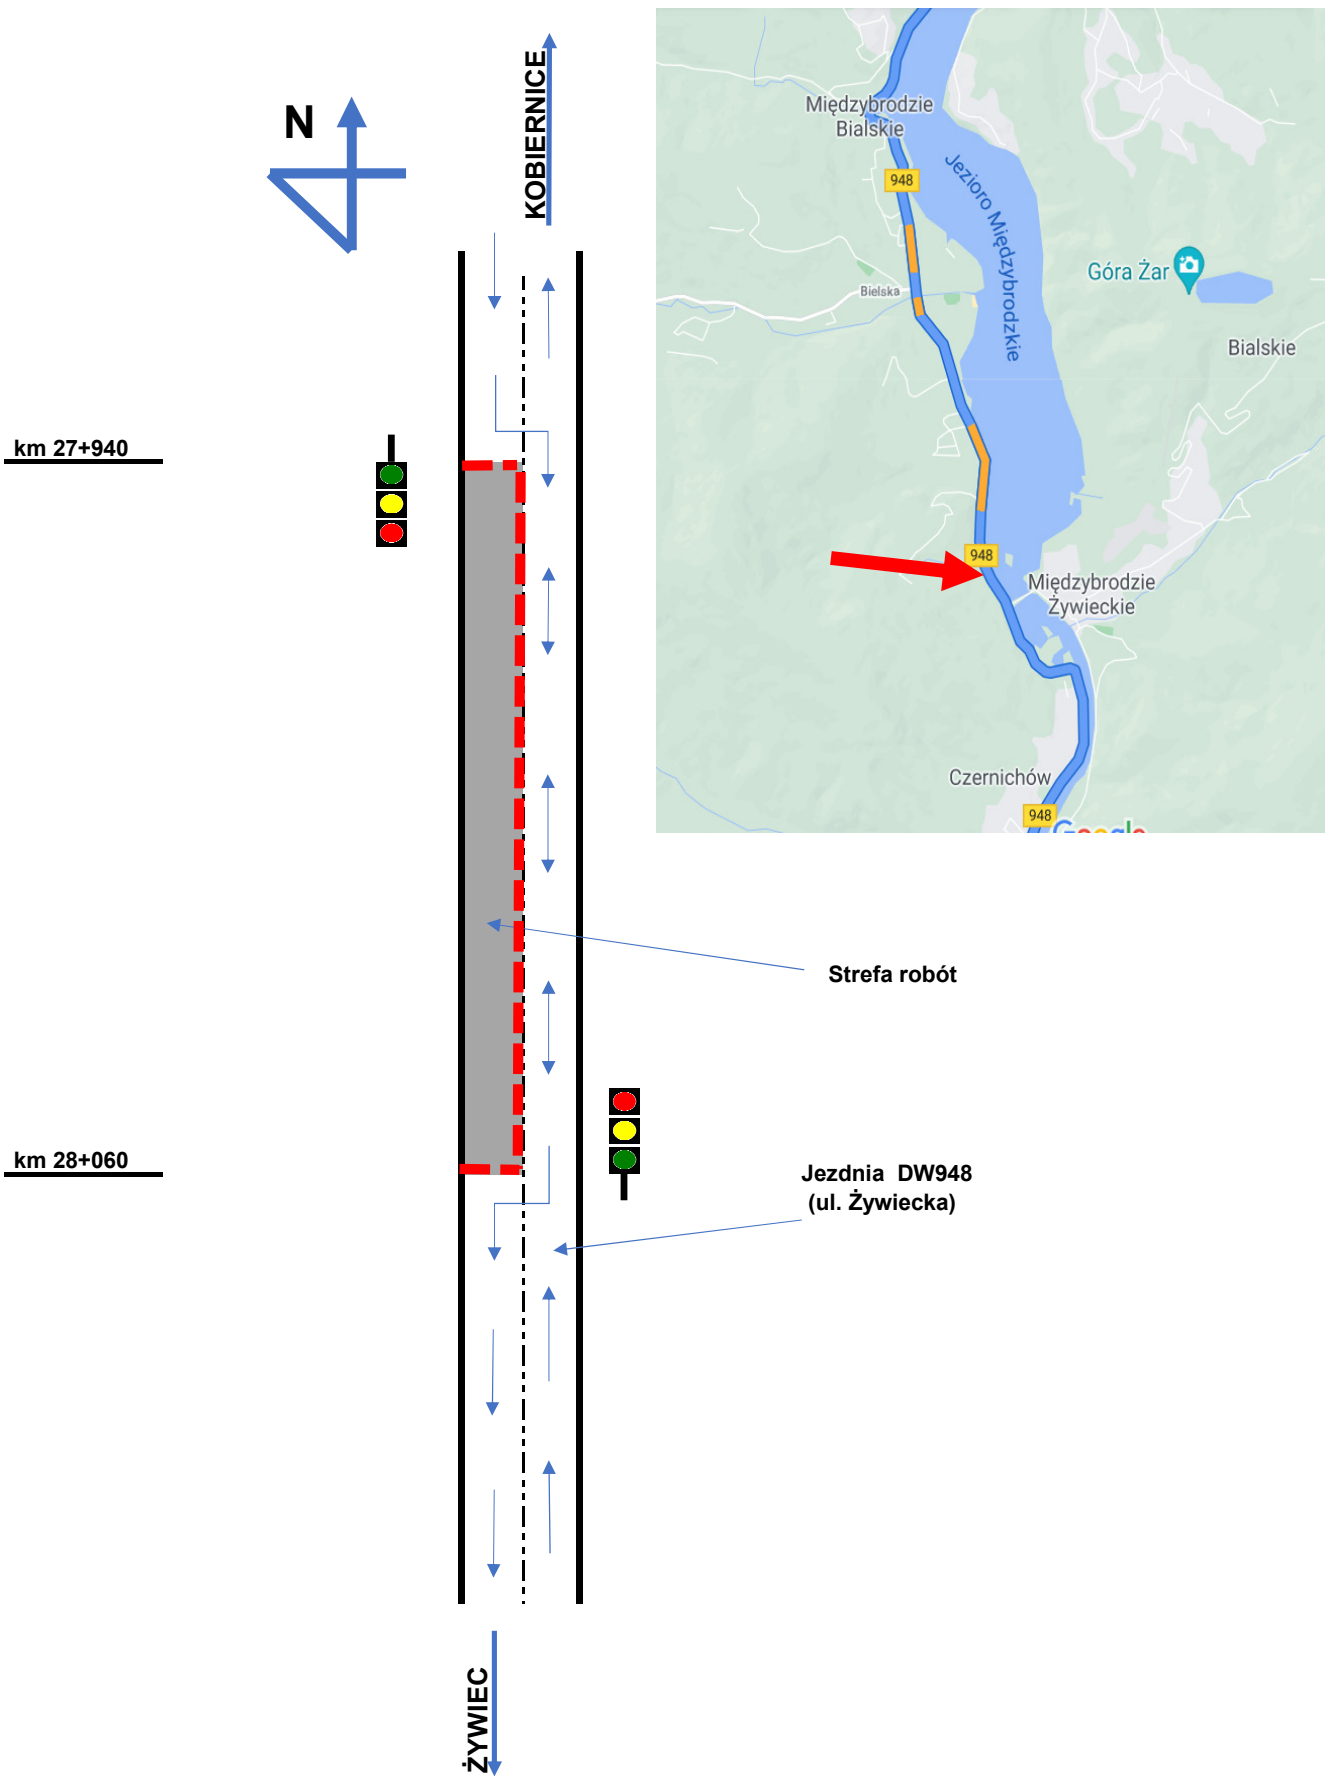 N
KOBIERNICE
km 27+940
km 28+060
Strefa robót
Jezdnia DW948
(ul. Żywiecka)
ŻYWIEC
Międzybrodzie
Bialskie
948
Jezioro Międzybrodzkie
Góra Żar
Bielska
Bialskie
948
Międzybrodzie
Żywieckie
Czernichów
948
Google